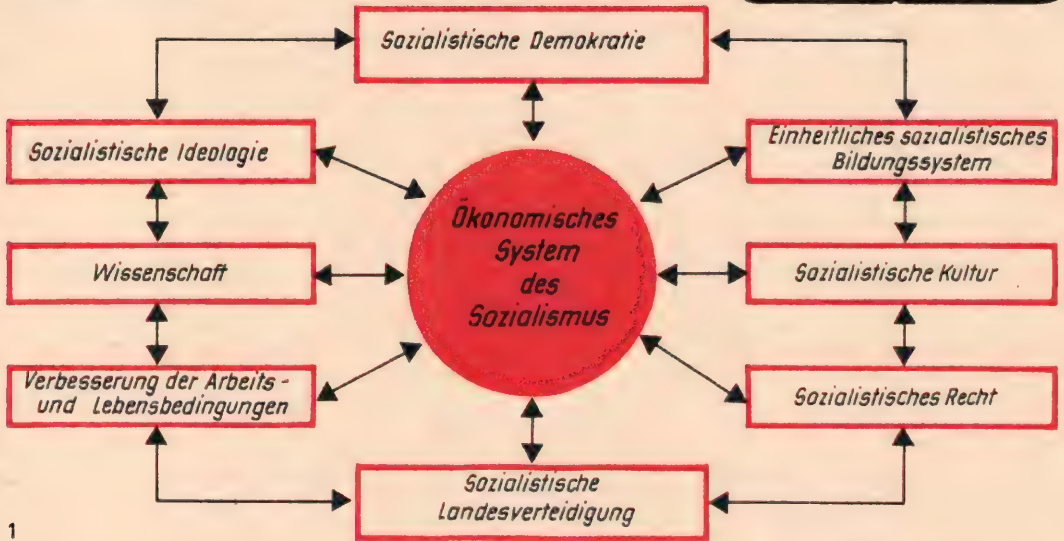 Sozialistische Demokratie
Sozialistische Ideologie
Einheitliches sozialistisches
Bildungssystem
Ökonomisches
System
des
Sozialismus
Wissenschaft
Sozialistische Kultur
Verbesserung der Arbeits-
und Lebensbedingungen
Sozialistisches Recht
Sozialistische
Landesverteidigung
1